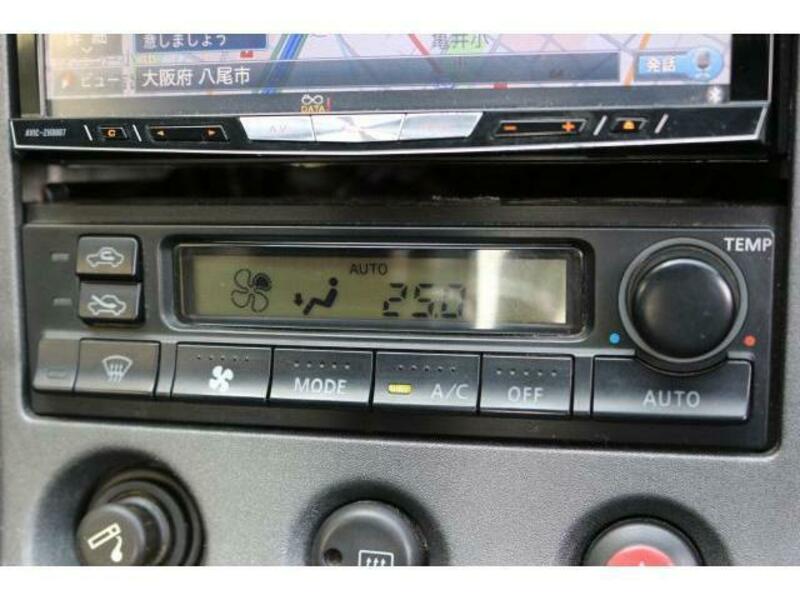 意しましょう
亀井小
ビュー
大阪府 八尾市
発話
DATA
C
AV
TEMP
AUTO
25.0
MODE
A/C
OFF
AUTO